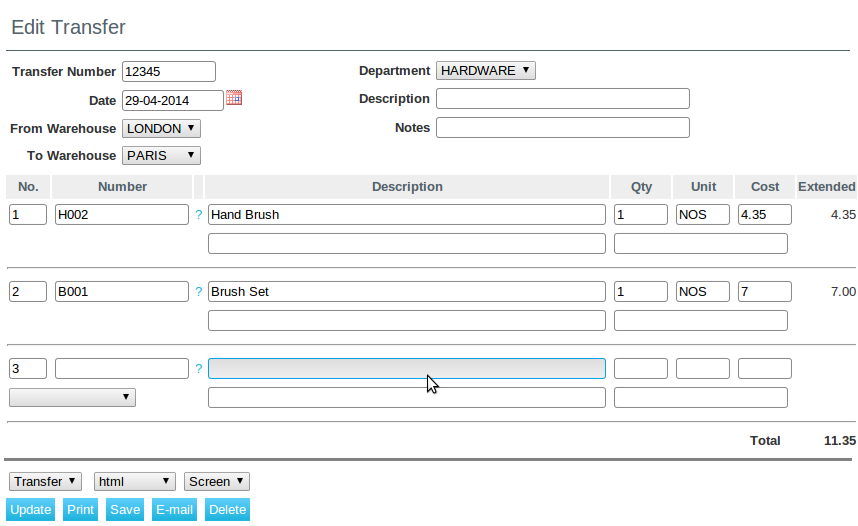 Edit Transfer
Transfer Number 12345 Department HARDWARE
Date 29-04-2014 Description
From Warehouse LONDON Notes
To Warehouse PARIS
No. Number Description Qty Unit Cost Extended
1 H002 ? Hand Brush 1 NOS 4.35 4.35
2 B001 ? Brush Set 1 NOS 7 7.00
3 ?
Total 11.35
Transfer html Screen
Update Print Save E-mail Delete